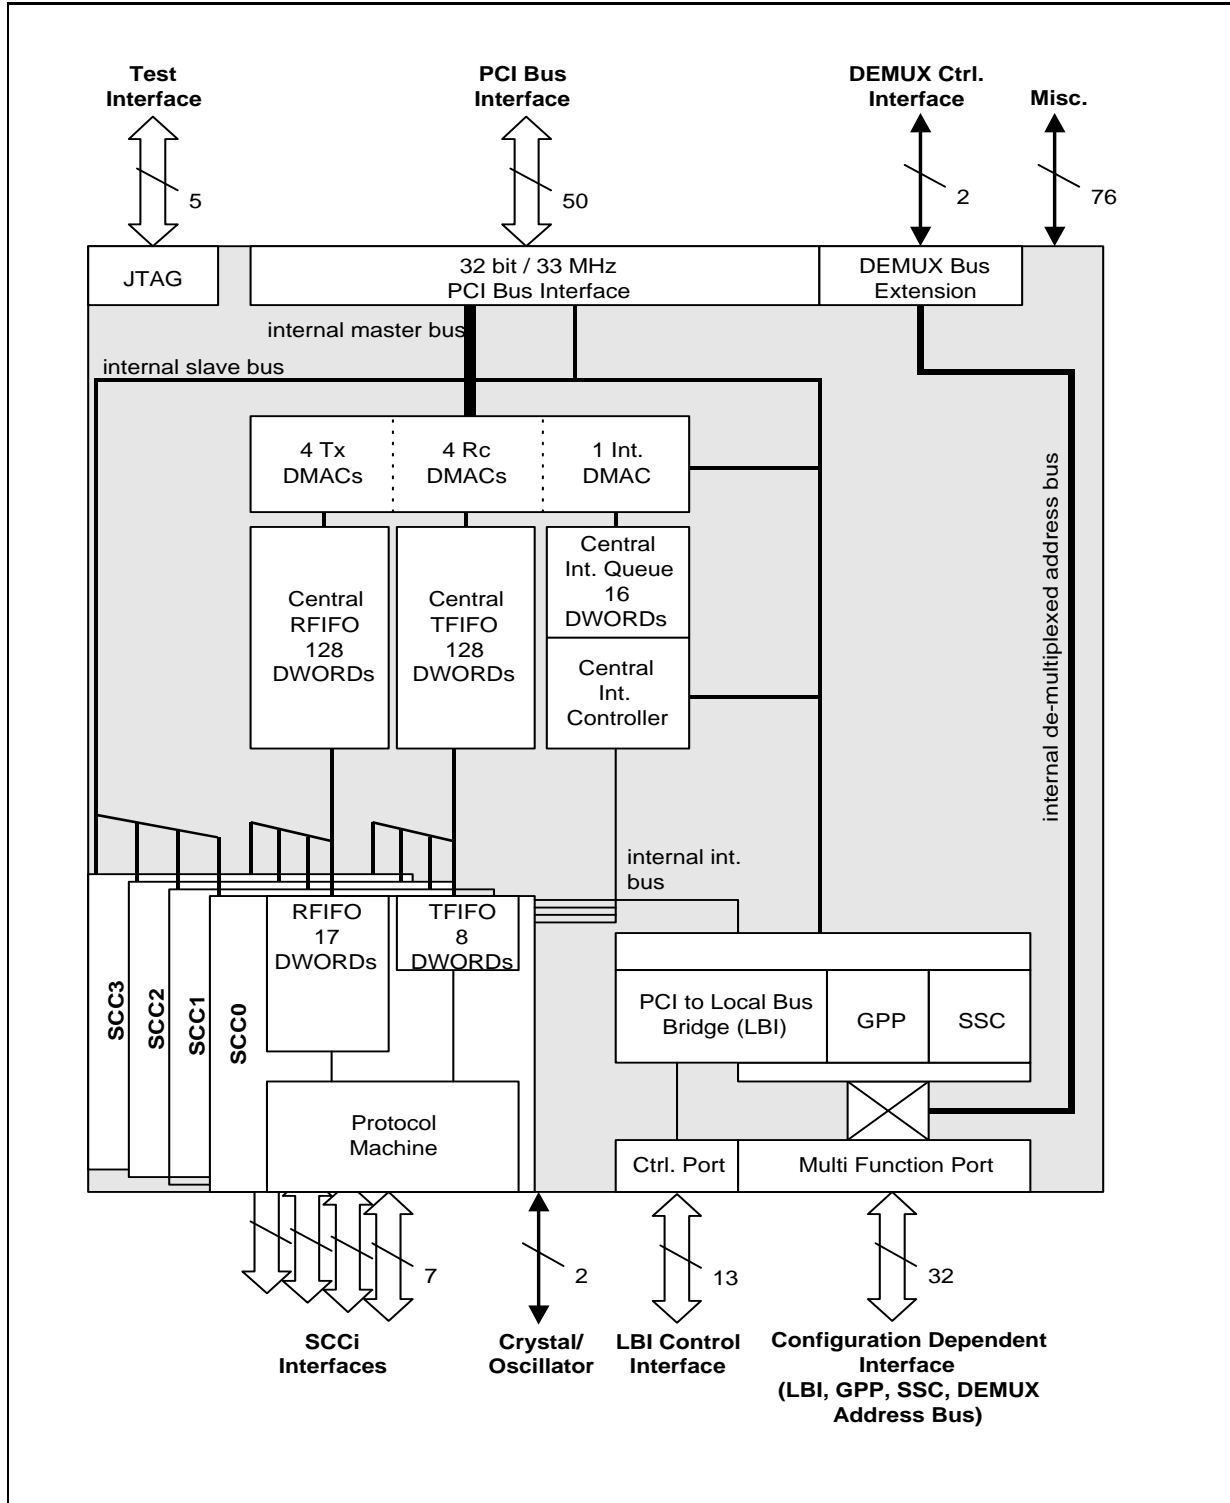 Test
Interface
PCI Bus
Interface
DEMUX Ctrl.
Interface
Misc.
5
50
2
76
JTAG
32 bit / 33 MHz
PCI Bus Interface
DEMUX Bus
Extension
internal master bus
internal slave bus
4 Tx
DMACs
4 Rc
DMACs
1 Int.
DMAC
internal de-multiplexed address bus
Central
RFIFO
128
DWORDs
Central
TFIFO
128
DWORDs
Central
Int. Queue
16
DWORDs
Central
Int.
Controller
internal int.
bus
SCC3
SCC2
SCC1
SCC0
RFIFO
17
DWORDs
TFIFO
8
DWORDs
PCI to Local Bus
Bridge (LBI)
GPP
SSC
Protocol
Machine
Ctrl. Port
Multi Function Port
7
2
13
32
SCCi
Interfaces
Crystal/
Oscillator
LBI Control
Interface
Configuration Dependent
Interface
(LBI, GPP, SSC, DEMUX
Address Bus)